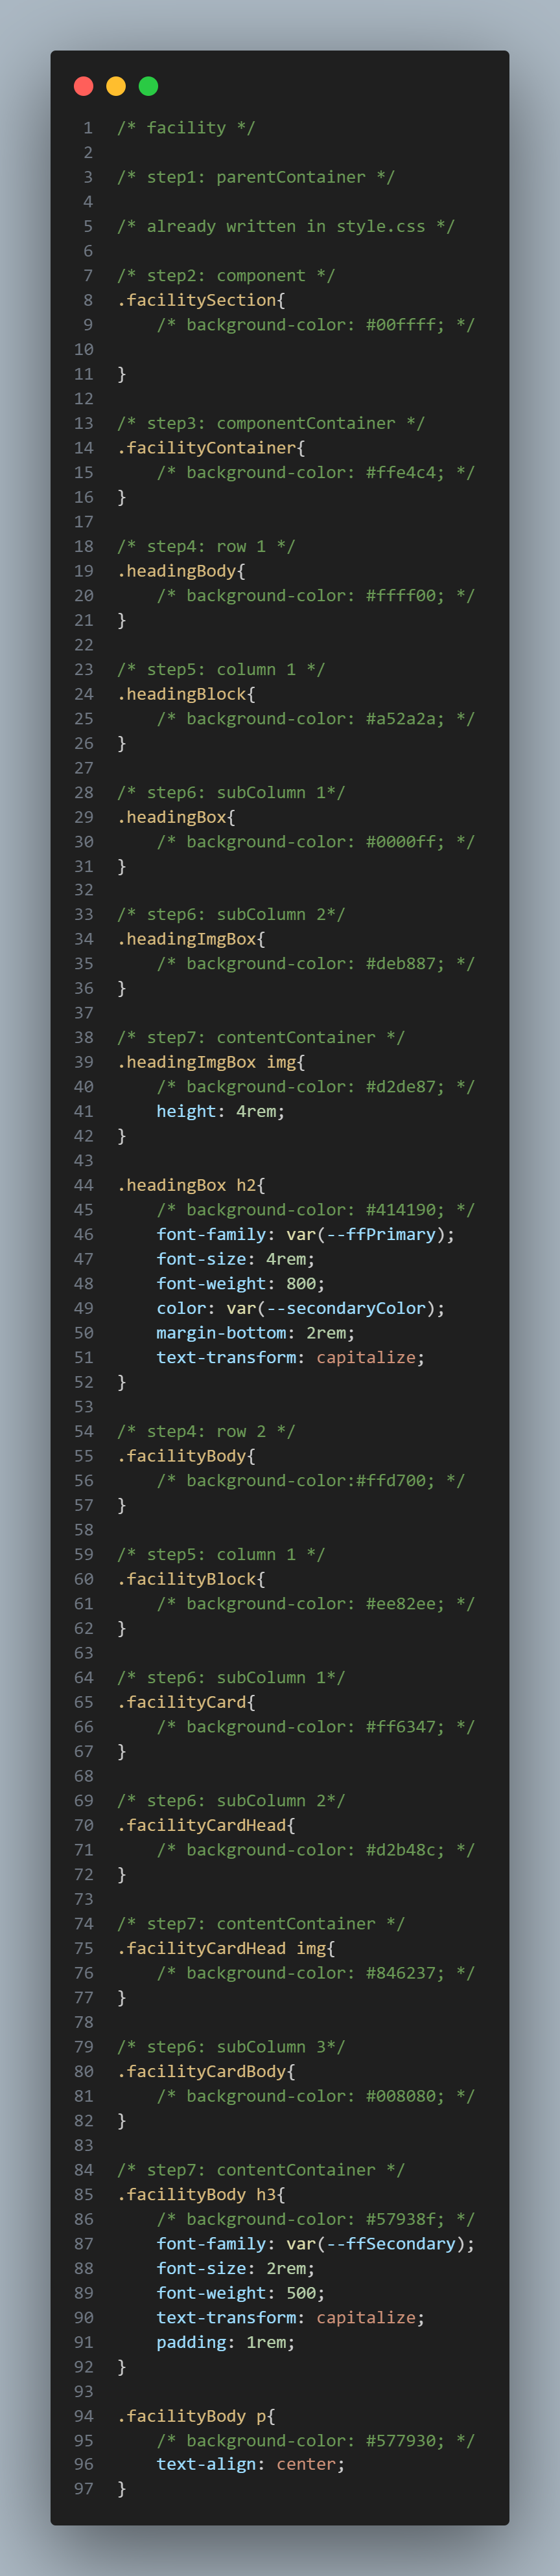 1 /* facility */
2
3 /* step1: parentContainer */
4
5 /* already written in style.css */
6
7 /* step2: component */
8 .facilitySection{
9     /* background-color: #00ffff; */
10
11 }
12
13 /* step3: componentContainer */
14 .facilityContainer{
15     /* background-color: #ffe4c4; */
16 }
17
18 /* step4: row 1 */
19 .headingBody{
20     /* background-color: #ffff00; */
21 }
22
23 /* step5: column 1 */
24 .headingBlock{
25     /* background-color: #a52a2a; */
26 }
27
28 /* step6: subColumn 1*/
29 .headingBox{
30     /* background-color: #0000ff; */
31 }
32
33 /* step6: subColumn 2*/
34 .headingImgBox{
35     /* background-color: #deb887; */
36 }
37
38 /* step7: contentContainer */
39 .headingImgBox img{
40     /* background-color: #d2de87; */
41     height: 4rem;
42 }
43
44 .headingBox h2{
45     /* background-color: #414190; */
46     font-family: var(--ffPrimary);
47     font-size: 4rem;
48     font-weight: 800;
49     color: var(--secondaryColor);
50     margin-bottom: 2rem;
51     text-transform: capitalize;
52 }
53
54 /* step4: row 2 */
55 .facilityBody{
56     /* background-color:#ffd700; */
57 }
58
59 /* step5: column 1 */
60 .facilityBlock{
61     /* background-color: #ee82ee; */
62 }
63
64 /* step6: subColumn 1*/
65 .facilityCard{
66     /* background-color: #ff6347; */
67 }
68
69 /* step6: subColumn 2*/
70 .facilityCardHead{
71     /* background-color: #d2b48c; */
72 }
73
74 /* step7: contentContainer */
75 .facilityCardHead img{
76     /* background-color: #846237; */
77 }
78
79 /* step6: subColumn 3*/
80 .facilityCardBody{
81     /* background-color: #008080; */
82 }
83
84 /* step7: contentContainer */
85 .facilityBody h3{
86     /* background-color: #57938f; */
87     font-family: var(--ffSecondary);
88     font-size: 2rem;
89     font-weight: 500;
90     text-transform: capitalize;
91     padding: 1rem;
92 }
93
94 .facilityBody p{
95     /* background-color: #577930; */
96     text-align: center;
97 }